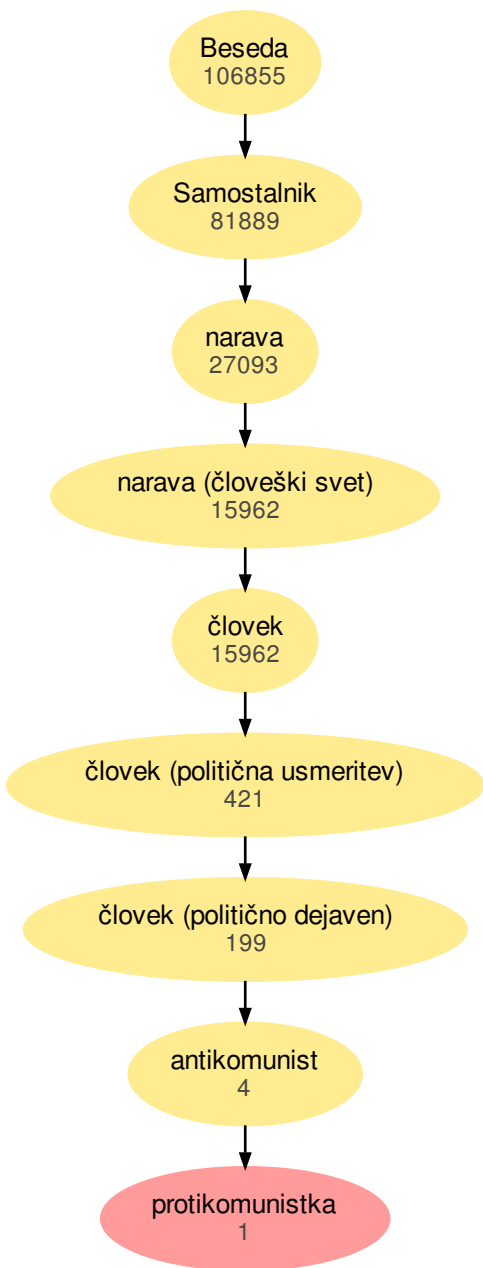 Beseda
106855
Samostalnik
81889
narava
27093
narava (človeški svet)
15962
človek
15962
človek (politična usmeritev)
421
človek (politično dejaven)
199
antikomunist
4
protikomunistka
1